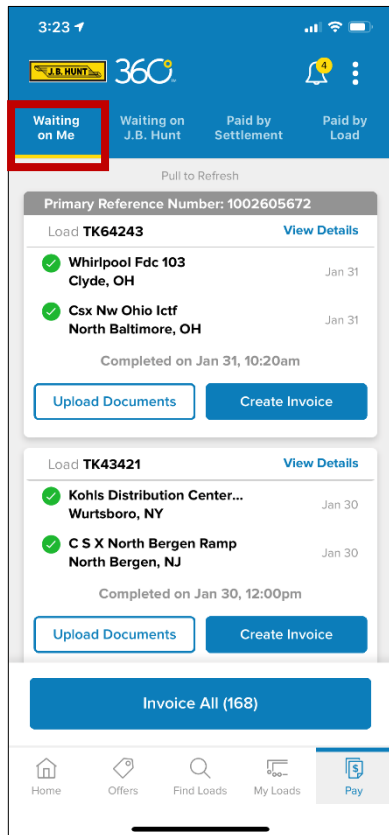 3:23
J.B. HUNT 360°
4
Waiting on Me
Waiting on J.B. Hunt
Paid by Settlement
Paid by Load
Pull to Refresh
Primary Reference Number: 1002605672
Load TK64243 View Details
Whirlpool Fdc 103
Clyde, OH
Jan 31
Csx Nw Ohio Ictf
North Baltimore, OH
Jan 31
Completed on Jan 31, 10:20am
Upload Documents Create Invoice
Load TK43421 View Details
Kohls Distribution Center...
Wurtsboro, NY
Jan 30
C S X North Bergen Ramp
North Bergen, NJ
Jan 30
Completed on Jan 30, 12:00pm
Upload Documents Create Invoice
Invoice All (168)
Home Offers Find Loads My Loads Pay